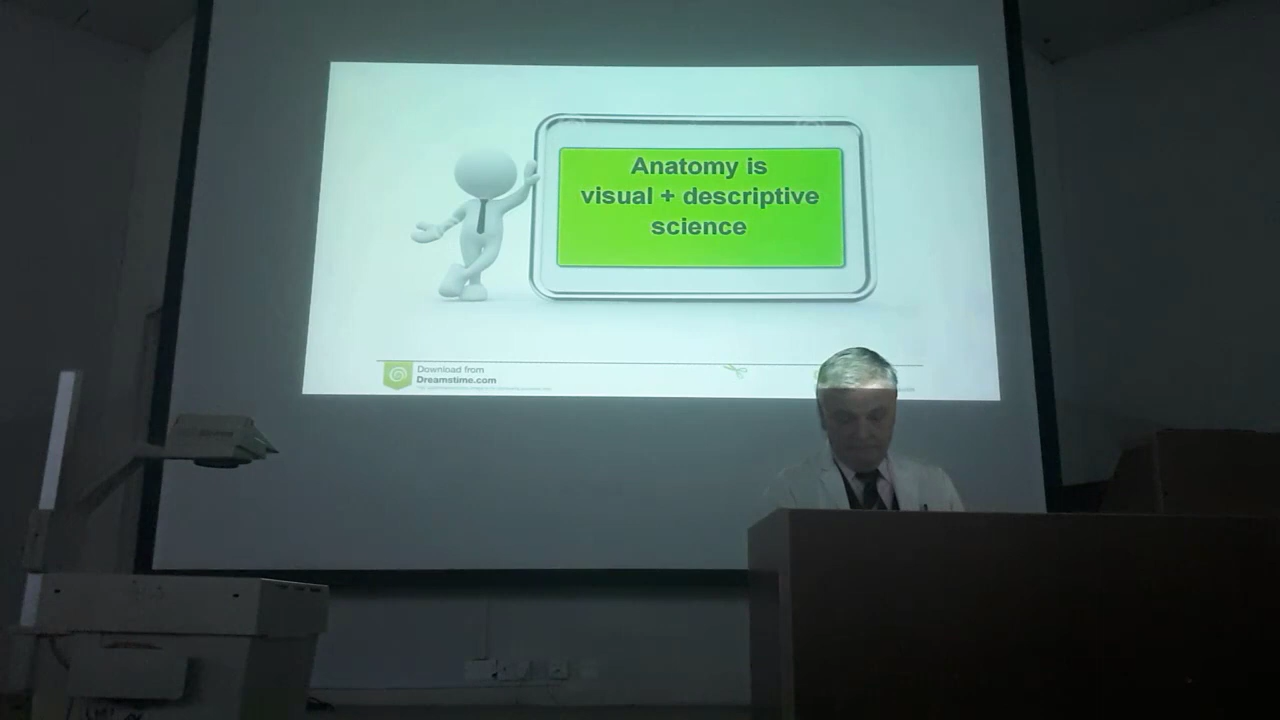 Anatomy is
visual + descriptive
science
Download from
Dreamstime.com